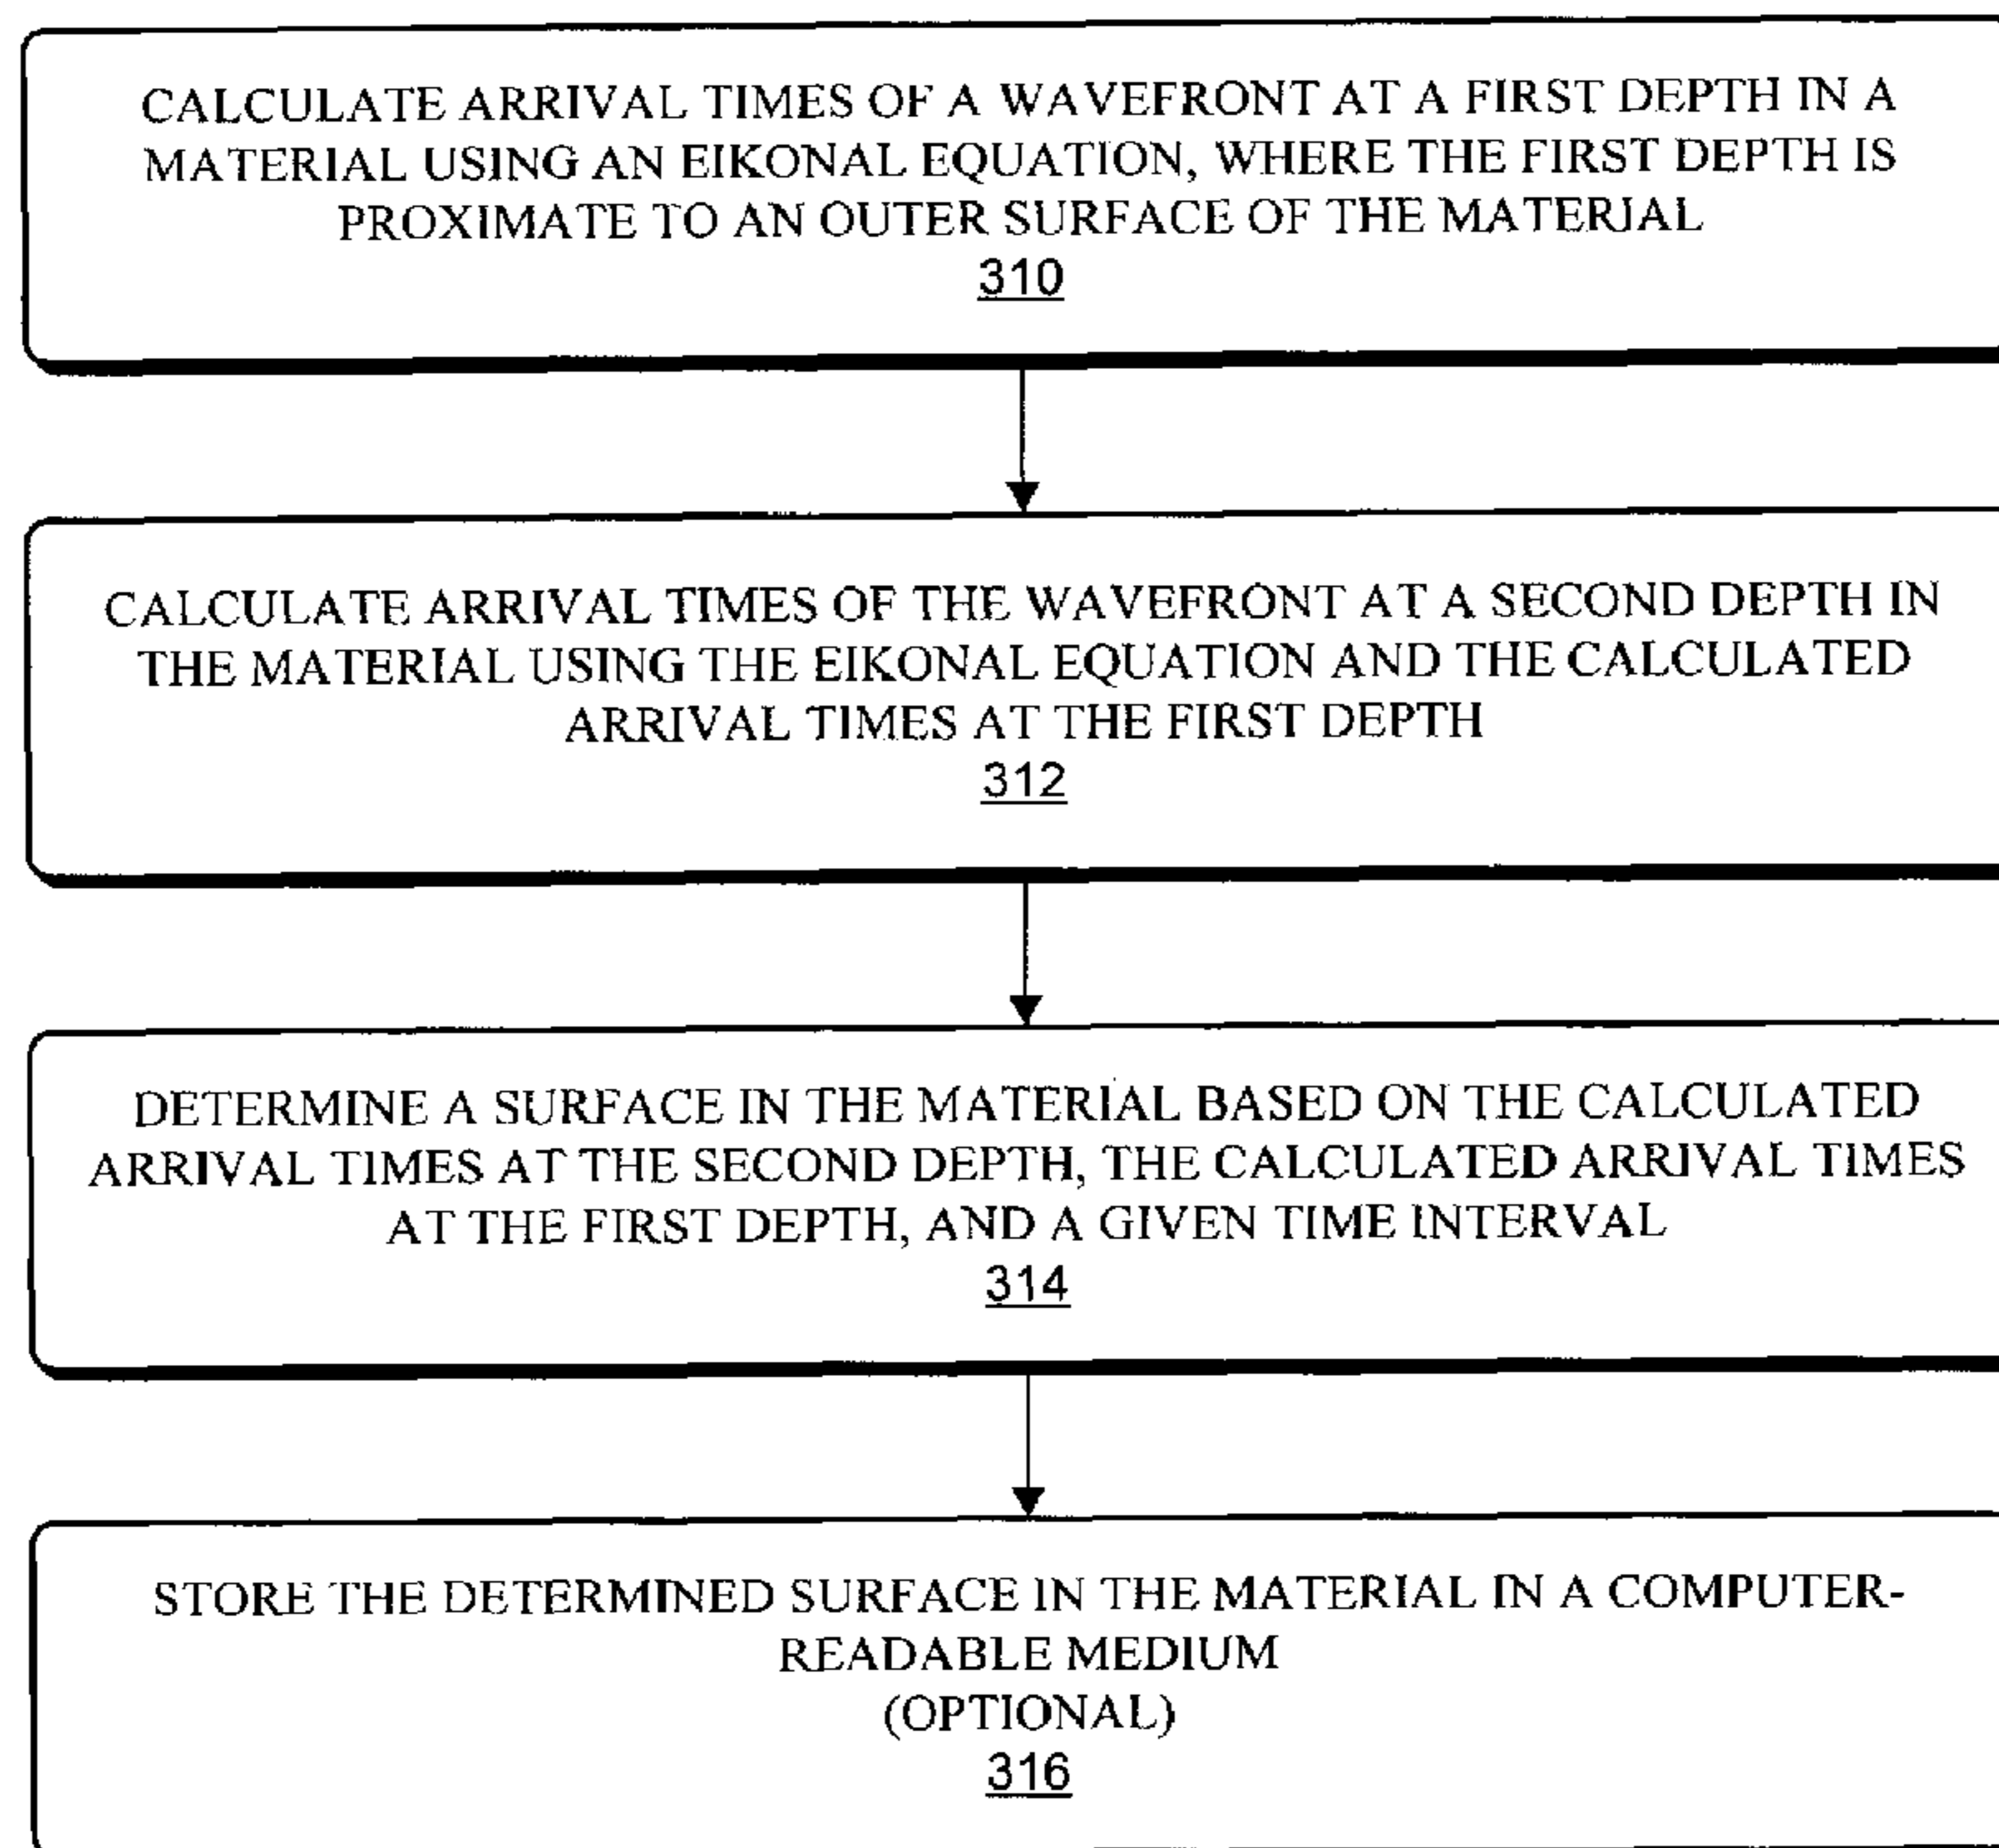 CALCULATE ARRIVAL TIMES OF A WAVEFRONT AT A FIRST DEPTH IN A
MATERIAL USING AN EIKONAL EQUATION, WHERE THE FIRST DEPTH IS
PROXIMATE TO AN OUTER SURFACE OF THE MATERIAL
310
CALCULATE ARRIVAL TIMES OF THE WAVEFRONT AT A SECOND DEPTH IN
THE MATERIAL USING THE EIKONAL EQUATION AND THE CALCULATED
ARRIVAL TIMES AT THE FIRST DEPTH
312
DETERMINE A SURFACE IN THE MATERIAL BASED ON THE CALCULATED
ARRIVAL TIMES AT THE SECOND DEPTH, THE CALCULATED ARRIVAL TIMES
AT THE FIRST DEPTH, AND A GIVEN TIME INTERVAL
314
STORE THE DETERMINED SURFACE IN THE MATERIAL IN A COMPUTER-
READABLE MEDIUM
(OPTIONAL)
316